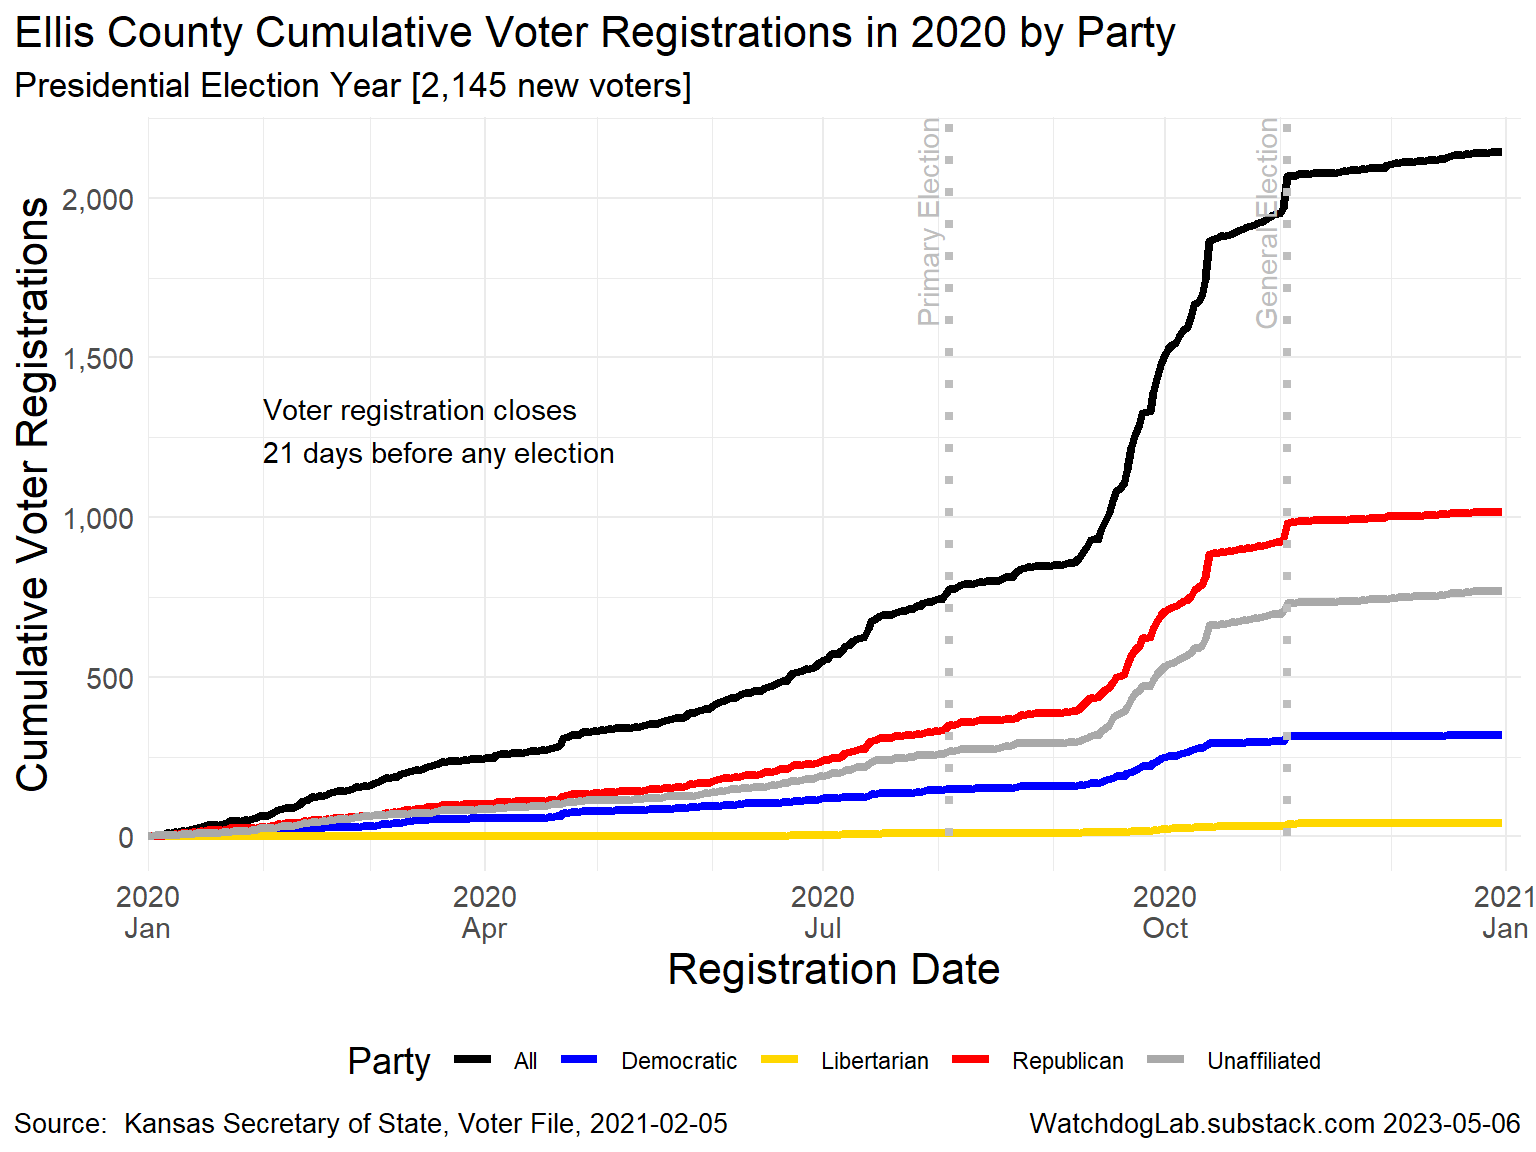 Ellis County Cumulative Voter Registrations in 2020 by Party
Presidential Election Year [2,145 new voters]
Cumulative Voter Registrations
2,000
1,500
1,000
500
0
Primary Election
General Election
Voter registration closes
21 days before any election
2020 2020 2020 2020 2021
Jan Apr Jul Oct Jan
Registration Date
Party All Democratic Libertarian Republican Unaffiliated
Source:  Kansas Secretary of State, Voter File, 2021-02-05
WatchdogLab.substack.com 2023-05-06